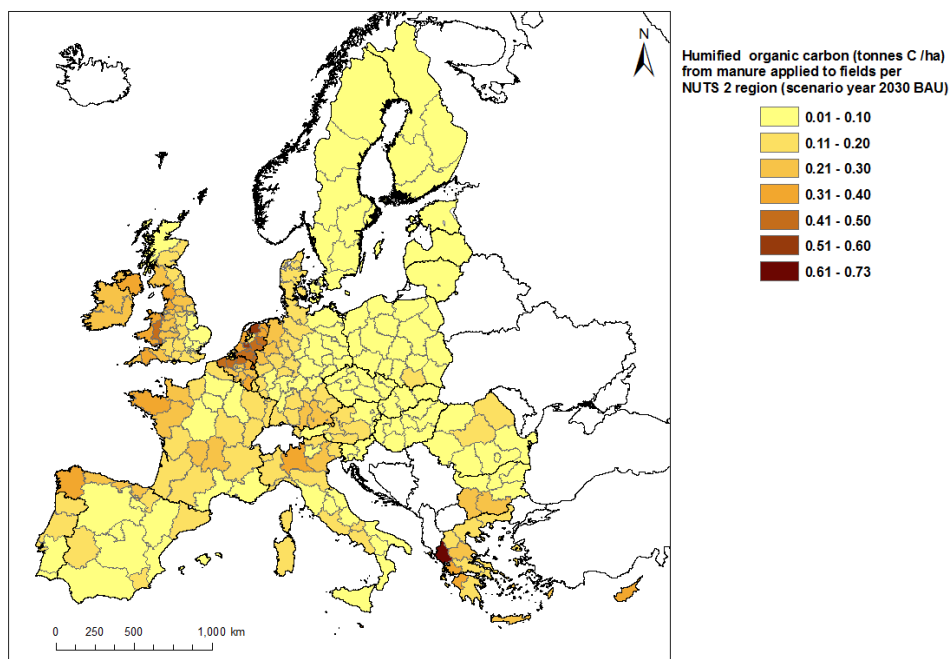 N
Humified organic carbon (tonnes C /ha)
from manure applied to fields per
NUTS 2 region (scenario year 2030 BAU)
0.01 - 0.10
0.11 - 0.20
0.21 - 0.30
0.31 - 0.40
0.41 - 0.50
0.51 - 0.60
0.61 - 0.73
0 250 500 1,000 km